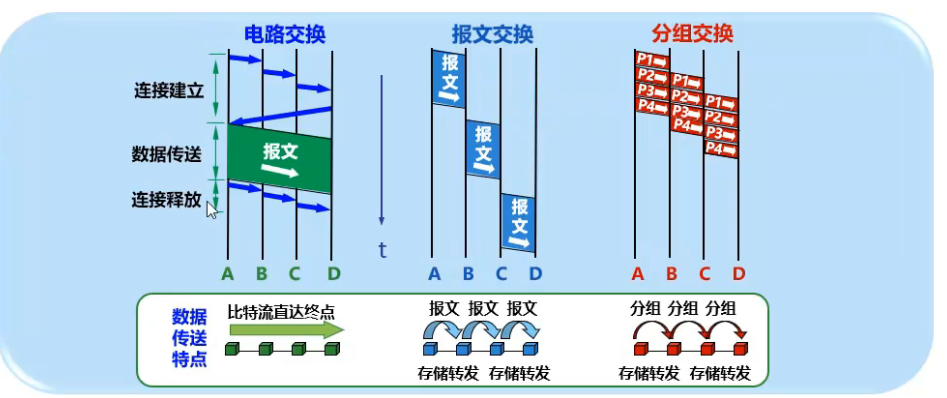 电路交换
报文交换
分组交换
连接建立
数据传送
连接释放
报文
t
报
文
报
文
报
文
P1
P2
P3
P4
P1
P2
P3
P4
P1
P2
P3
P4
A B C D
A B C D
A B C D
数据
传送
特点
比特流直达终点
报文 报文 报文
存储转发 存储转发
分组 分组 分组
存储转发 存储转发